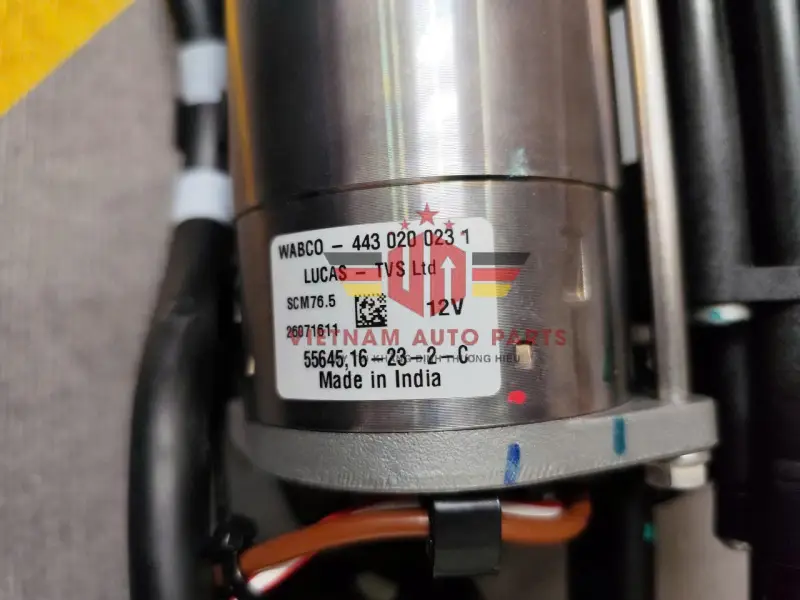 WABCO - 443 020 023 1
LUCAS - TVS Ltd
SCM76.5
12V
26071611
VIETNAM AUTO PARTS
55645,16-23-2-C
Made in India